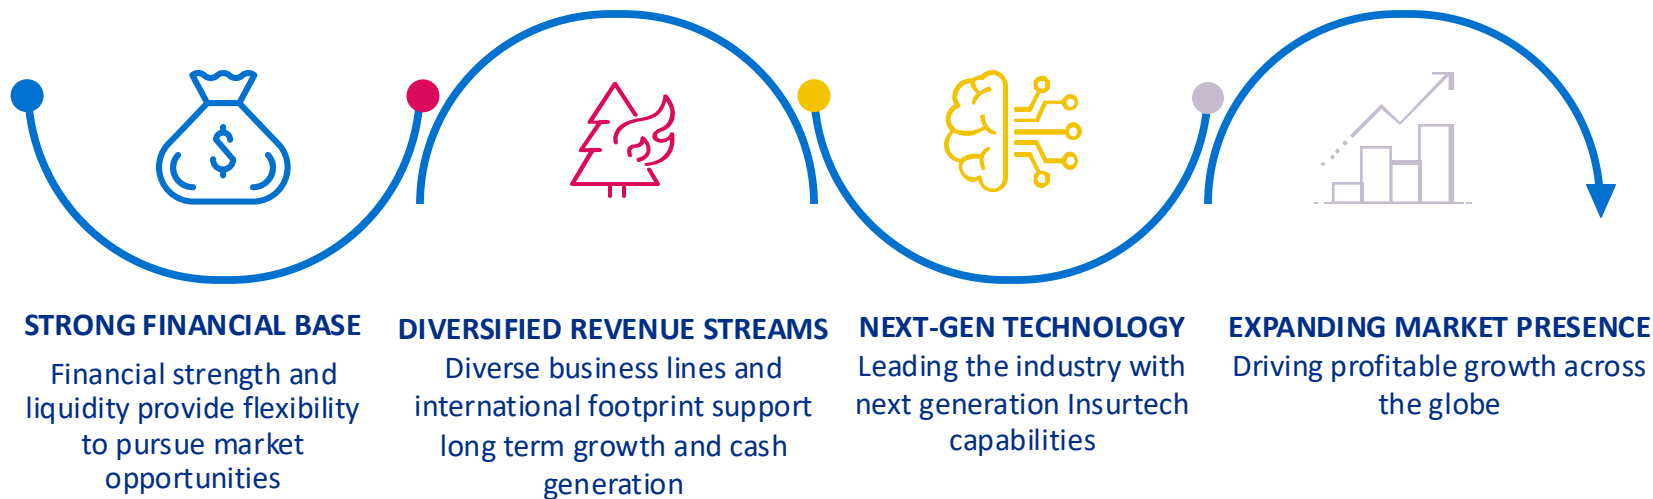 STRONG FINANCIAL BASE
Financial strength and
liquidity provide flexibility
to pursue market
opportunities
DIVERSIFIED REVENUE STREAMS
Diverse business lines and
international footprint support
long term growth and cash
generation
NEXT-GEN TECHNOLOGY
Leading the industry with
next generation Insurtech
capabilities
EXPANDING MARKET PRESENCE
Driving profitable growth across
the globe